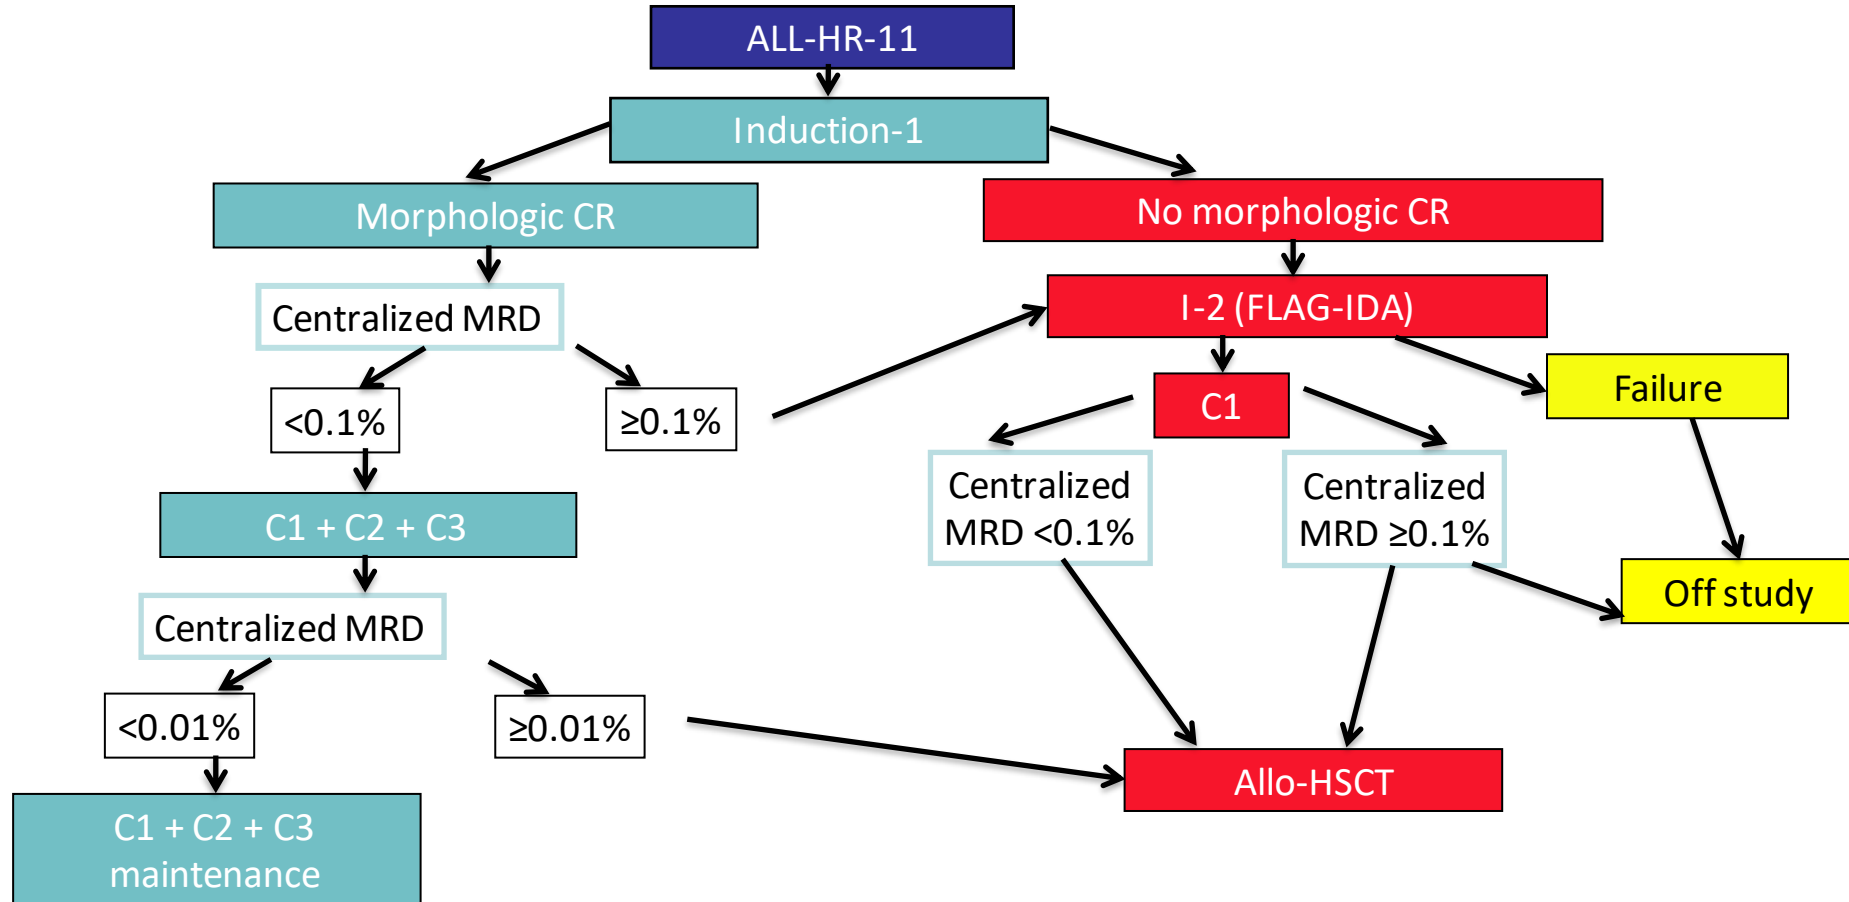 ALL-HR-11
Induction-1
Morphologic CR
No morphologic CR
Centralized MRD
I-2 (FLAG-IDA)
<0.1%
≥0.1%
C1
Failure
Centralized
MRD <0.1%
Centralized
MRD ≥0.1%
C1 + C2 + C3
Off study
Centralized MRD
<0.01%
≥0.01%
Allo-HSCT
C1 + C2 + C3
maintenance